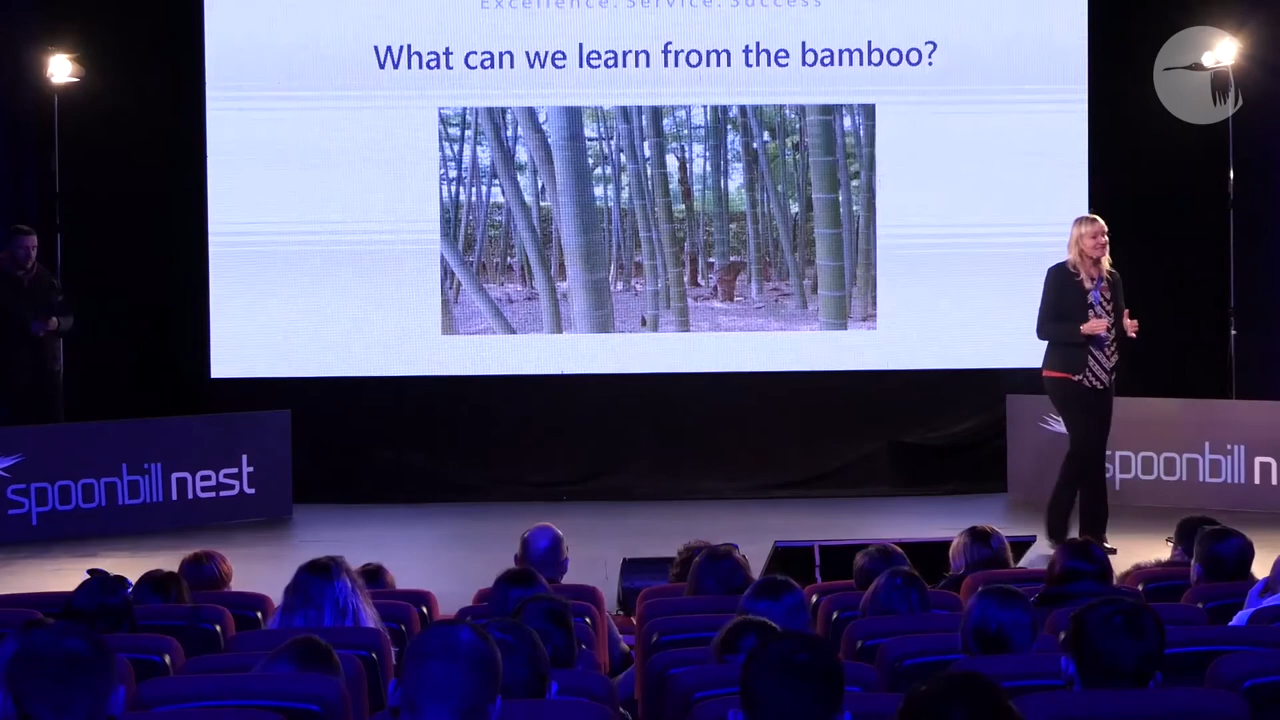 Excellence. Service. Success
What can we learn from the bamboo?
spoonbill nest
spoonbill n